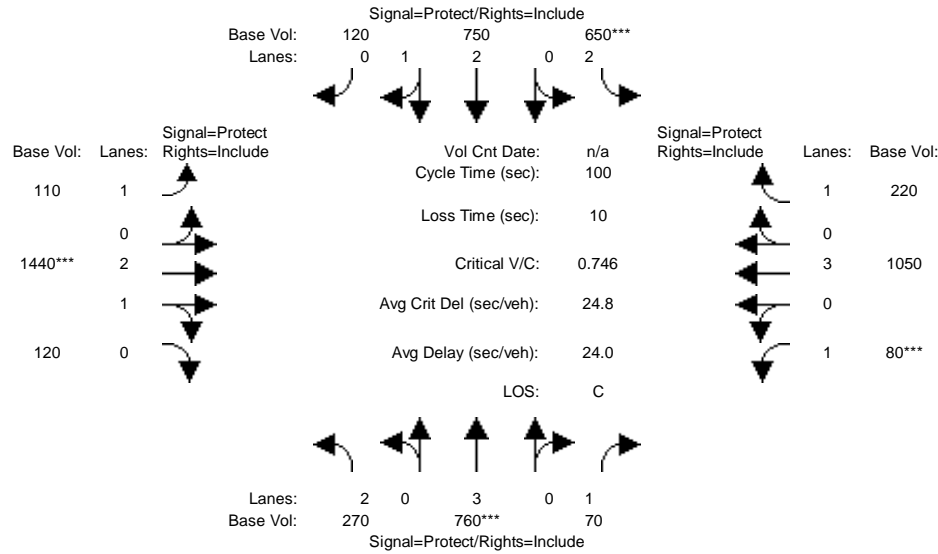 Signal=Protect/Rights=Include
Base Vol: 120 750 650***
Lanes: 0 1 2 0 2
Signal=Protect
Base Vol: Lanes: Rights=Include
Vol Cnt Date: n/a
Signal=Protect
Rights=Include Lanes: Base Vol:
Cycle Time (sec): 100
110 1
1 220
Loss Time (sec): 10
0
0
1440*** 2
Critical V/C: 0.746
3 1050
1
Avg Crit Del (sec/veh): 24.8
0
120 0
Avg Delay (sec/veh): 24.0
1 80***
LOS: C
Lanes: 2 0 3 0 1
Base Vol: 270 760*** 70
Signal=Protect/Rights=Include